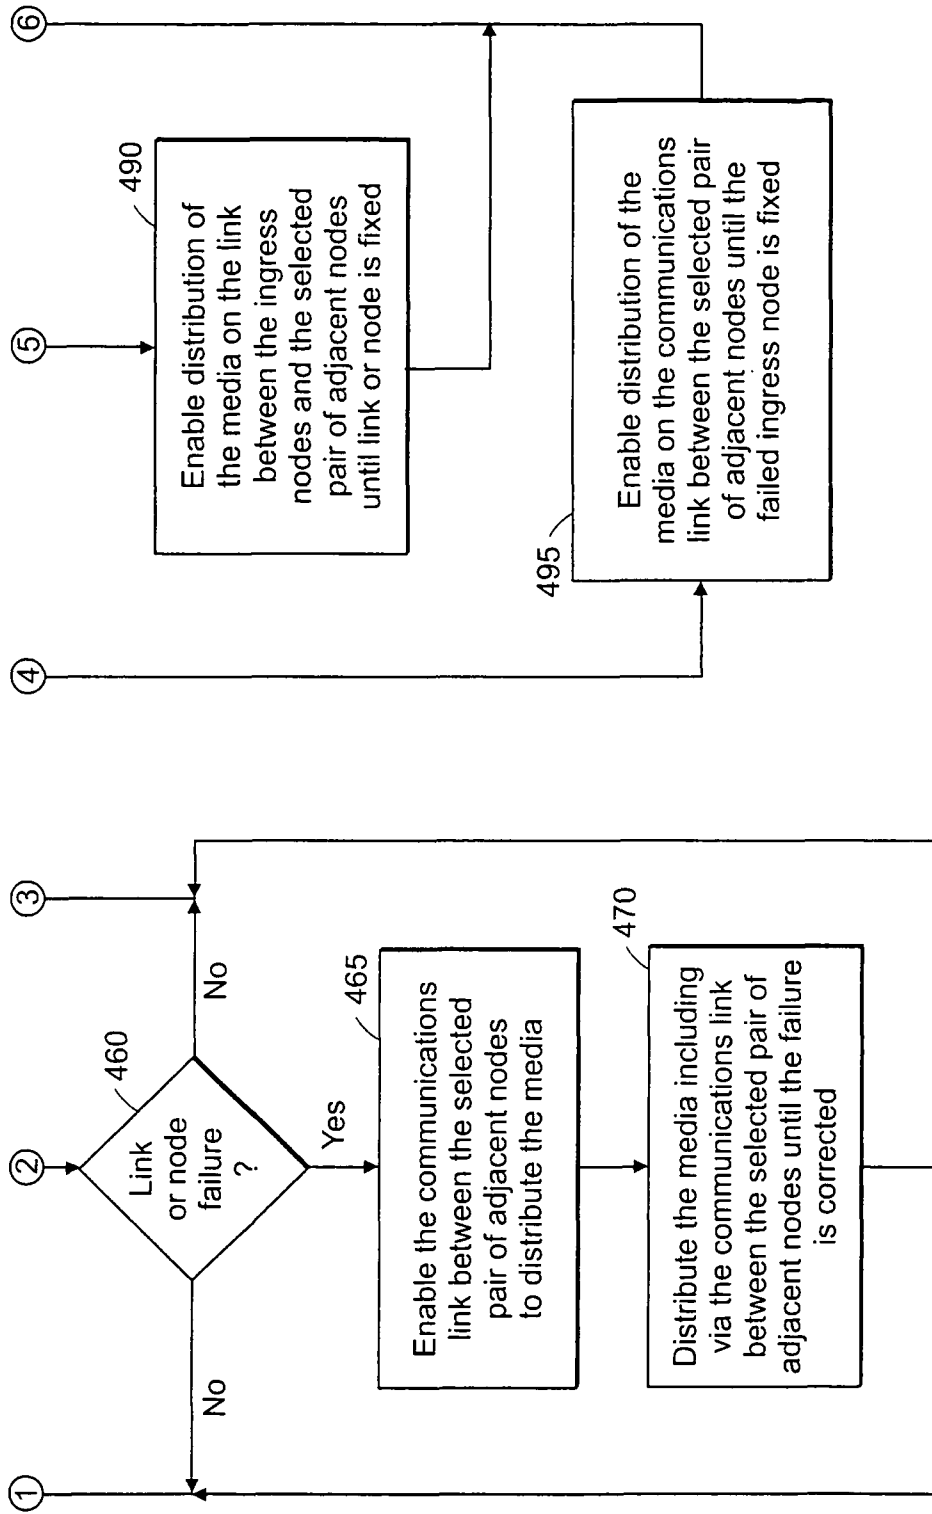 1
2
3
4
5
6
460
Link
or node
failure
?
No
No
Yes
465
Enable the communications
link between the selected
pair of adjacent nodes
to distribute the media
470
Distribute the media including
via the communications link
between the selected pair of
adjacent nodes until the failure
is corrected
490
Enable distribution of
the media on the link
between the ingress
nodes and the selected
pair of adjacent nodes
until link or node is fixed
495
Enable distribution of the
media on the communications
link between the selected pair
of adjacent nodes until the
failed ingress node is fixed